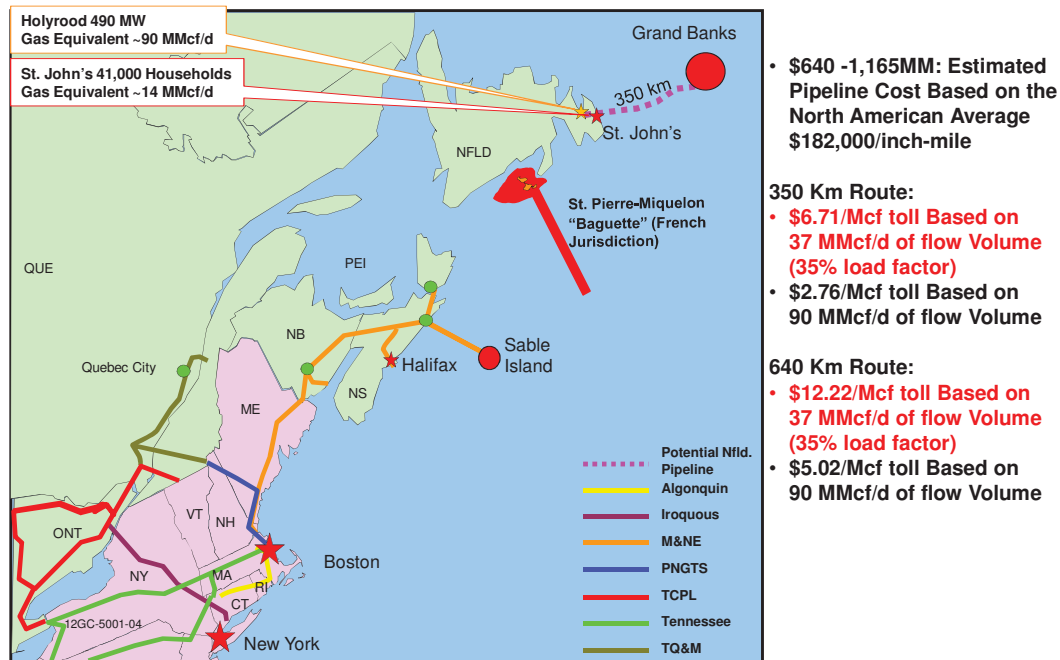 Holyrood 490 MW
Gas Equivalent ~90 MMcf/d
St. John's 41,000 Households
Gas Equivalent ~14 MMcf/d
Grand Banks
350 km
St. John's
NFLD
St. Pierre-Miquelon
"Baguette" (French
Jurisdiction)
QUE
PEI
NB
Quebec City
Halifax
Sable
Island
NS
ME
VT
NH
ONT
NY
MA
RI
CT
Boston
12GC-5001-04
New York
Potential Nfld.
Pipeline
Algonquin
Iroquous
M&NE
PNGTS
TCPL
Tennessee
TQ&M
• $640 -1,165MM: Estimated
Pipeline Cost Based on the
North American Average
$182,000/inch-mile
350 Km Route:
• $6.71/Mcf toll Based on
37 MMcf/d of flow Volume
(35% load factor)
• $2.76/Mcf toll Based on
90 MMcf/d of flow Volume
640 Km Route:
• $12.22/Mcf toll Based on
37 MMcf/d of flow Volume
(35% load factor)
• $5.02/Mcf toll Based on
90 MMcf/d of flow Volume